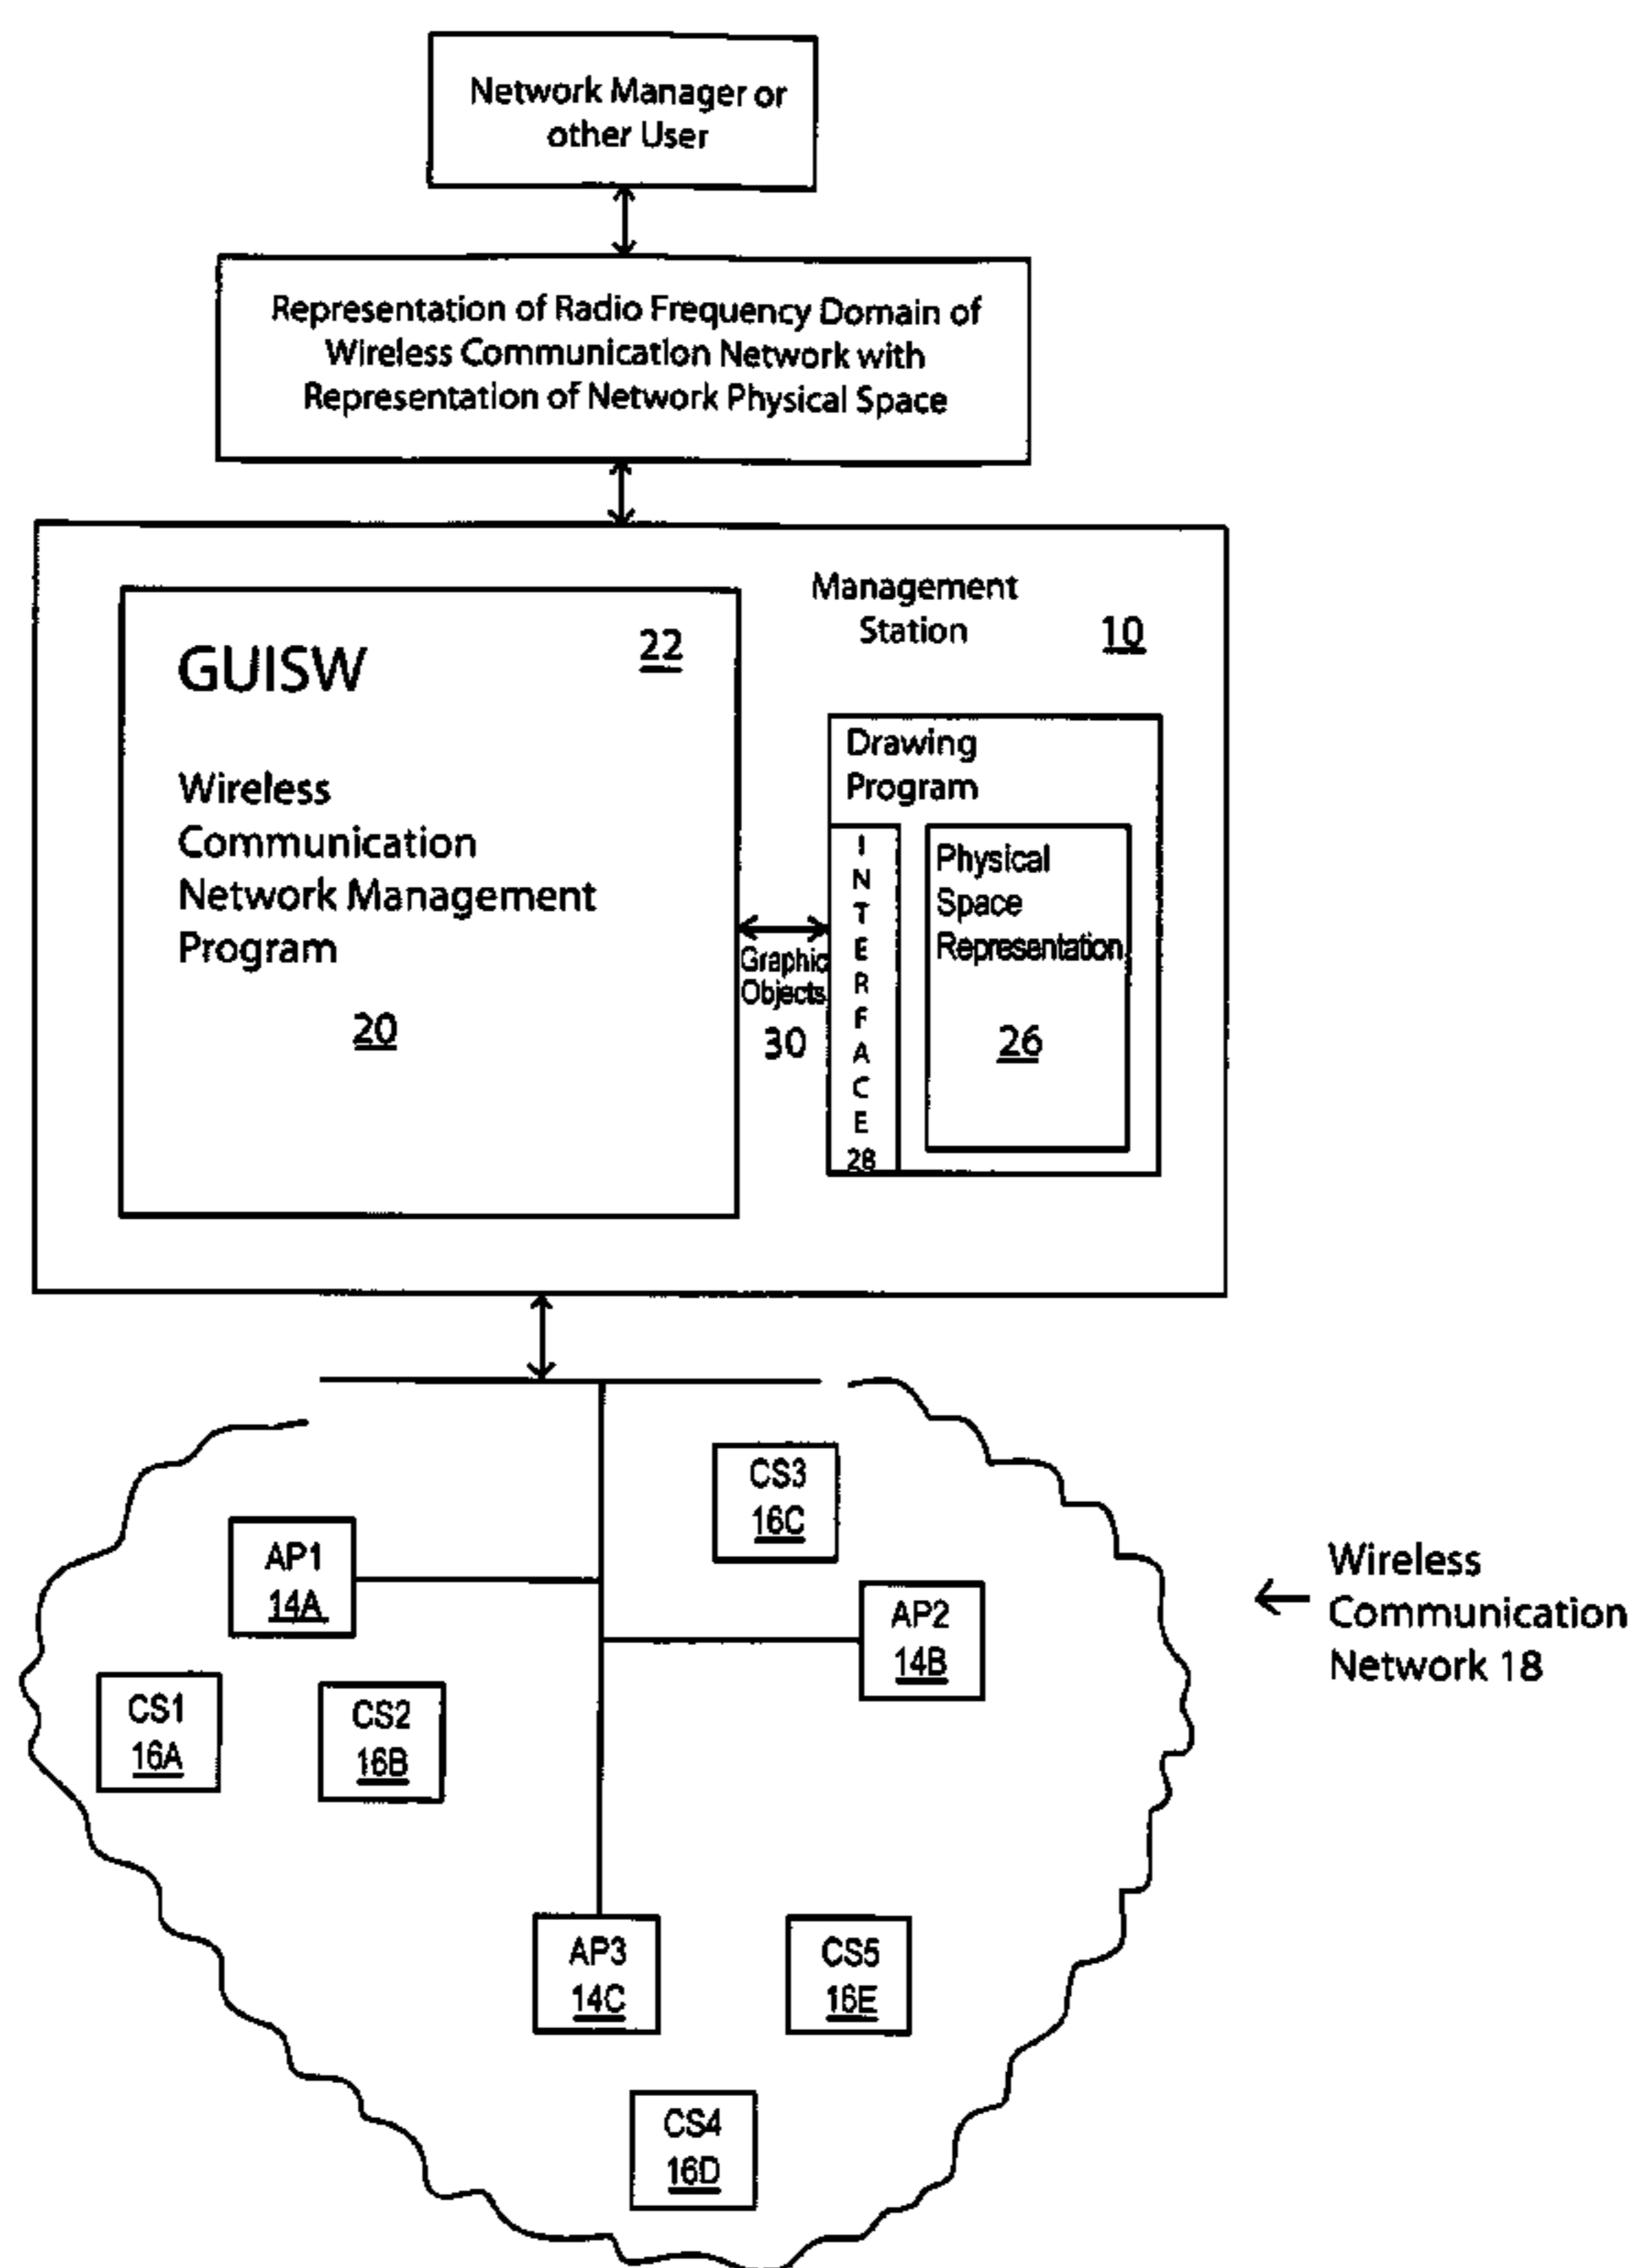 Network Manager or
other User
Representation of Radio Frequency Domain of
Wireless Communication Network with
Representation of Network Physical Space
Management
Station
10
GUISW
22
Wireless
Communication
Network Management
Program
20
Graphic
Objects
30
Drawing
Program
INTERFACE
28
Physical
Space
Representation
26
CS3
16C
AP1
14A
AP2
14B
CS1
16A
CS2
16B
AP3
14C
CS5
16E
CS4
16D
Wireless
Communication
Network 18